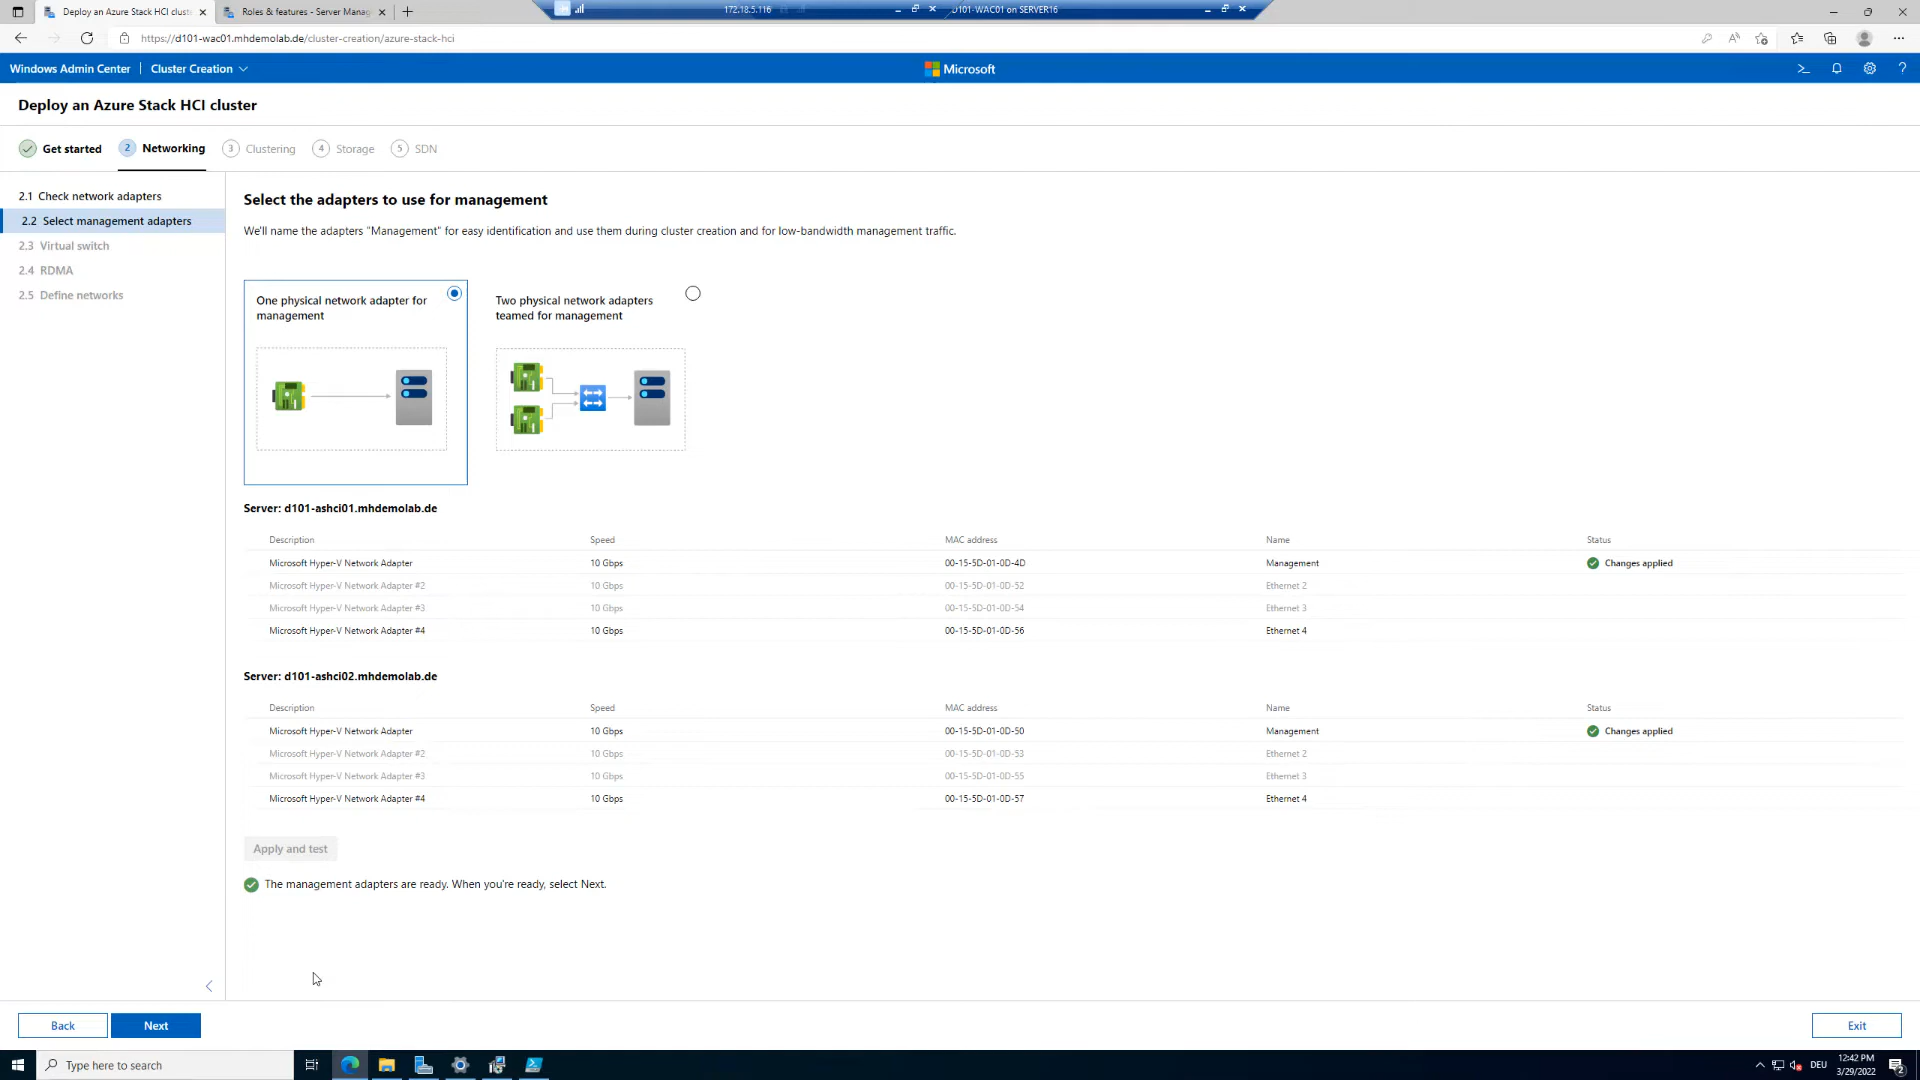 Deploy an Azure Stack HCI cluste
Roles & features - Server Manag
172.18.5.116
D101-WAC01 on SERVER16
https://d101-wac01.mhdemolab.de/cluster-creation/azure-stack-hci
Windows Admin Center
Cluster Creation
Microsoft
Deploy an Azure Stack HCI cluster
Get started
2 Networking
3 Clustering
4 Storage
5 SDN
2.1 Check network adapters
2.2 Select management adapters
2.3 Virtual switch
2.4 RDMA
2.5 Define networks
Select the adapters to use for management
We'll name the adapters "Management" for easy identification and use them during cluster creation and for low-bandwidth management traffic.
One physical network adapter for
management
Two physical network adapters
teamed for management
Server: d101-ashci01.mhdemolab.de
Description Speed MAC address Name Status
Microsoft Hyper-V Network Adapter 10 Gbps 00-15-5D-01-0D-4D Management Changes applied
Microsoft Hyper-V Network Adapter #2 10 Gbps 00-15-5D-01-0D-52 Ethernet 2
Microsoft Hyper-V Network Adapter #3 10 Gbps 00-15-5D-01-0D-54 Ethernet 3
Microsoft Hyper-V Network Adapter #4 10 Gbps 00-15-5D-01-0D-56 Ethernet 4
Server: d101-ashci02.mhdemolab.de
Description Speed MAC address Name Status
Microsoft Hyper-V Network Adapter 10 Gbps 00-15-5D-01-0D-50 Management Changes applied
Microsoft Hyper-V Network Adapter #2 10 Gbps 00-15-5D-01-0D-53 Ethernet 2
Microsoft Hyper-V Network Adapter #3 10 Gbps 00-15-5D-01-0D-55 Ethernet 3
Microsoft Hyper-V Network Adapter #4 10 Gbps 00-15-5D-01-0D-57 Ethernet 4
Apply and test
The management adapters are ready. When you're ready, select Next.
Back
Next
Exit
Type here to search
DEU
12:42 PM
3/29/2022
2